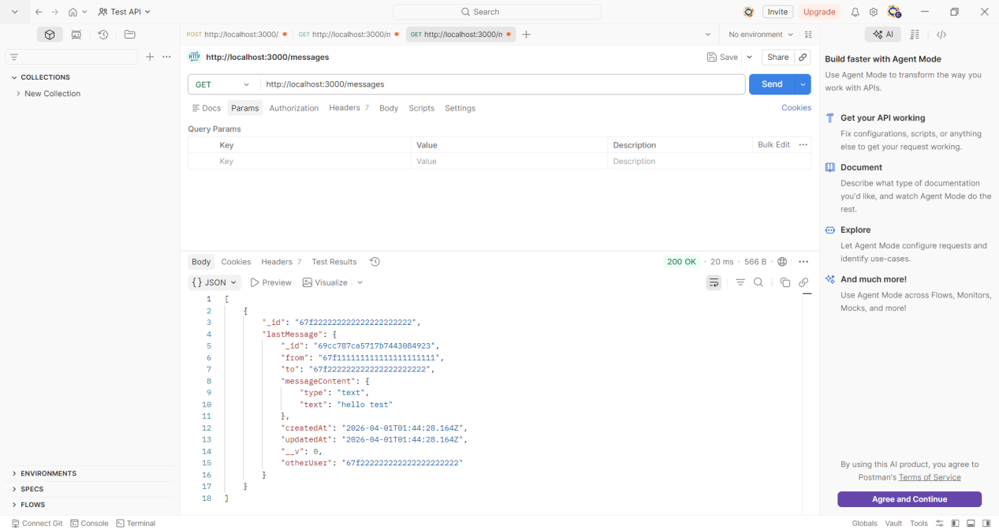 Test API
Search
Invite
Upgrade
POST http://localhost:3000/
GET http://localhost:3000/m
GET http://localhost:3000/m
No environment
AI
COLLECTIONS
New Collection
HTTP
http://localhost:3000/messages
Save
Share
GET
http://localhost:3000/messages
Send
Docs
Params
Authorization
Headers 7
Body
Scripts
Settings
Cookies
Query Params
Key
Value
Description
Bulk Edit
Key
Value
Description
Body
Cookies
Headers 7
Test Results
200 OK
20 ms
566 B
{} JSON
Preview
Visualize
1 [
2 {
3 "_id": "67f222222222222222222222",
4 "lastMessage": {
5 "_id": "69cc787ca5717b7443084923",
6 "from": "67f111111111111111111111",
7 "to": "67f222222222222222222222",
8 "messageContent": {
9 "type": "text",
10 "text": "hello test"
11 },
12 "createdAt": "2026-04-01T01:44:28.164Z",
13 "updatedAt": "2026-04-01T01:44:28.164Z",
14 "__v": 0,
15 "otherUser": "67f222222222222222222222"
16 }
17 }
18 ]
Build faster with Agent Mode
Use Agent Mode to transform the way you
work with APIs.
Get your API working
Fix configurations, scripts, or anything
else to get your request working.
Document
Describe what type of documentation
you'd like, and watch Agent Mode do the
rest.
Explore
Let Agent Mode configure requests and
identify use-cases.
And much more!
Use Agent Mode across Flows, Monitors,
Mocks, and more!
By using this AI product, you agree to
Postman's Terms of Service
Agree and Continue
ENVIRONMENTS
SPECS
FLOWS
Connect Git
Console
Terminal
Globals
Vault
Tools